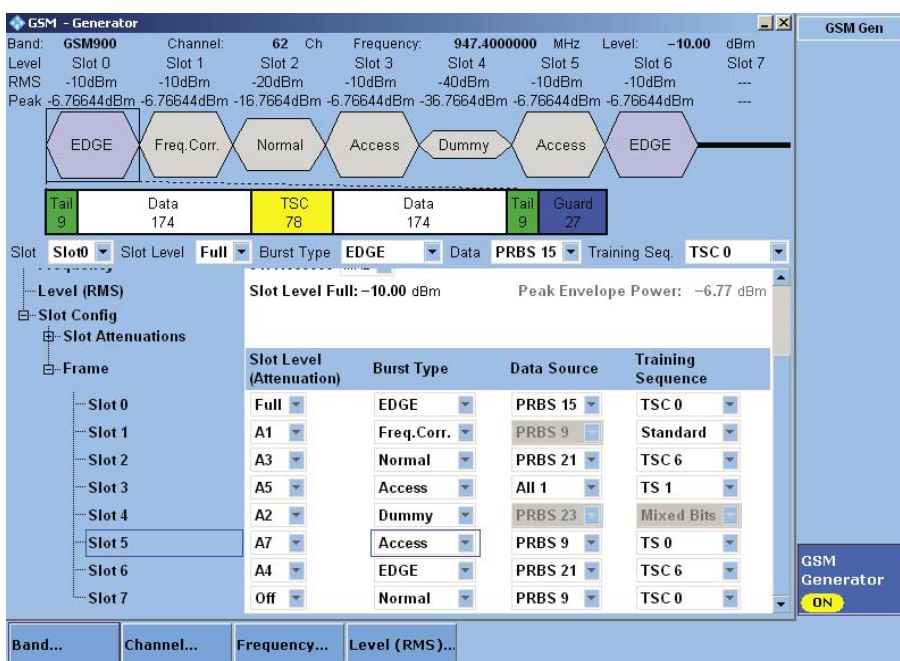 GSM - Generator
GSM Gen
Band: GSM900 Channel: 62 Ch Frequency: 947.4000000 MHz Level: -10.00 dBm
Level Slot 0 Slot 1 Slot 2 Slot 3 Slot 4 Slot 5 Slot 6 Slot 7
RMS -10dBm -10dBm -20dBm -10dBm -40dBm -10dBm -10dBm ---
Peak -6.76644dBm -6.76644dBm -16.7664dBm -6.76644dBm -36.7664dBm -6.76644dBm -6.76644dBm ---
EDGE Freq.Corr. Normal Access Dummy Access EDGE
Tail Data TSC Data Tail Guard
9 174 78 174 9 27
Slot Slot0 Slot Level Full Burst Type EDGE Data PRBS 15 Training Seq. TSC 0
Level (RMS) Slot Level Full: -10.00 dBm Peak Envelope Power: -6.77 dBm
Slot Config
Slot Attenuations
Frame
Slot Level (Attenuation) Burst Type Data Source Training Sequence
Slot 0 Full EDGE PRBS 15 TSC 0
Slot 1 A1 Freq.Corr. PRBS 9 Standard
Slot 2 A3 Normal PRBS 21 TSC 6
Slot 3 A5 Access All 1 TS 1
Slot 4 A2 Dummy PRBS 23 Mixed Bits
Slot 5 A7 Access PRBS 9 TS 0
Slot 6 A4 EDGE PRBS 21 TSC 6
Slot 7 Off Normal PRBS 9 TSC 0
GSM
Generator
ON
Band... Channel... Frequency... Level (RMS)...